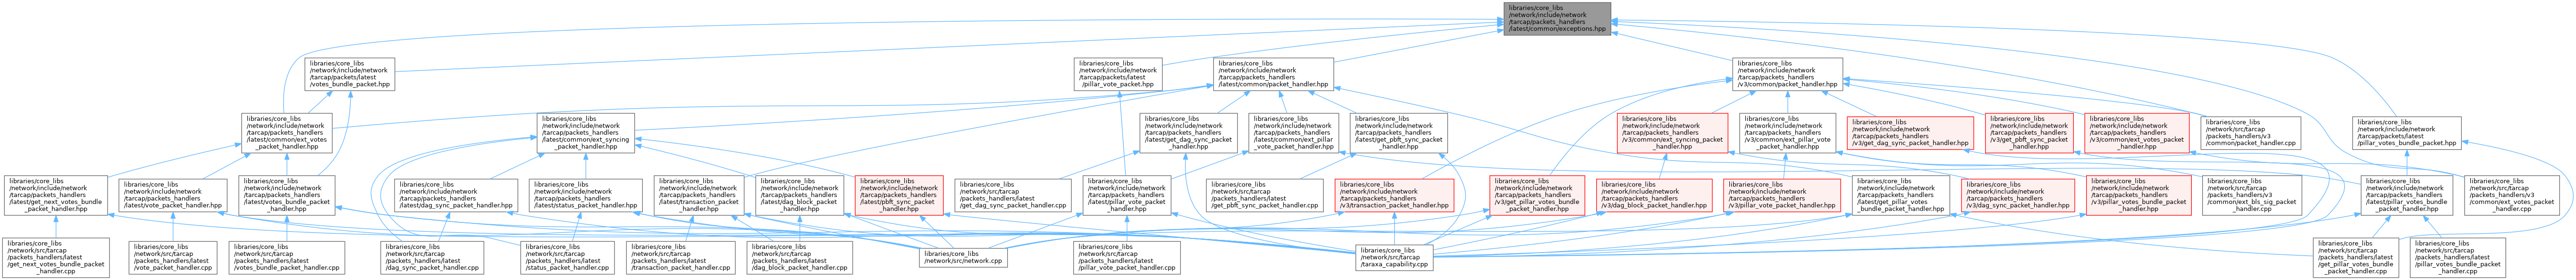 libraries/core_libs
/network/include/network
/tarcap/packets_handlers
/latest/common/exceptions.hpp
libraries/core_libs
/network/include/network
/tarcap/packets/latest
/votes_bundle_packet.hpp
libraries/core_libs
/network/include/network
/tarcap/packets/latest
/pillar_vote_packet.hpp
libraries/core_libs
/network/include/network
/tarcap/packets_handlers
/latest/common/packet_handler.hpp
libraries/core_libs
/network/include/network
/tarcap/packets_handlers
/v3/common/packet_handler.hpp
libraries/core_libs
/network/include/network
/tarcap/packets_handlers
/latest/common/ext_votes
_packet_handler.hpp
libraries/core_libs
/network/include/network
/tarcap/packets_handlers
/latest/common/ext_syncing
_packet_handler.hpp
libraries/core_libs
/network/include/network
/tarcap/packets_handlers
/latest/get_dag_sync_packet
_handler.hpp
libraries/core_libs
/network/include/network
/tarcap/packets_handlers
/latest/common/ext_pillar
_vote_packet_handler.hpp
libraries/core_libs
/network/include/network
/tarcap/packets_handlers
/latest/get_pbft_sync_packet
_handler.hpp
libraries/core_libs
/network/include/network
/tarcap/packets_handlers
/v3/common/ext_syncing_packet
_handler.hpp
libraries/core_libs
/network/include/network
/tarcap/packets_handlers
/v3/common/ext_pillar_vote
_packet_handler.hpp
libraries/core_libs
/network/include/network
/tarcap/packets_handlers
/v3/get_dag_sync_packet_handler.hpp
libraries/core_libs
/network/include/network
/tarcap/packets_handlers
/v3/get_pbft_sync_packet
_handler.hpp
libraries/core_libs
/network/include/network
/tarcap/packets_handlers
/v3/common/ext_votes_packet
_handler.hpp
libraries/core_libs
/network/src/tarcap
/packets_handlers/v3
/common/packet_handler.cpp
libraries/core_libs
/network/include/network
/tarcap/packets/latest
/pillar_votes_bundle_packet.hpp
libraries/core_libs
/network/include/network
/tarcap/packets_handlers
/latest/get_next_votes_bundle
_packet_handler.hpp
libraries/core_libs
/network/include/network
/tarcap/packets_handlers
/latest/vote_packet_handler.hpp
libraries/core_libs
/network/include/network
/tarcap/packets_handlers
/latest/votes_bundle_packet
_handler.hpp
libraries/core_libs
/network/include/network
/tarcap/packets_handlers
/latest/dag_sync_packet_handler.hpp
libraries/core_libs
/network/include/network
/tarcap/packets_handlers
/latest/status_packet_handler.hpp
libraries/core_libs
/network/include/network
/tarcap/packets_handlers
/latest/transaction_packet
_handler.hpp
libraries/core_libs
/network/include/network
/tarcap/packets_handlers
/latest/dag_block_packet
_handler.hpp
libraries/core_libs
/network/include/network
/tarcap/packets_handlers
/latest/pbft_sync_packet
_handler.hpp
libraries/core_libs
/network/src/tarcap
/packets_handlers/latest
/get_dag_sync_packet_handler.cpp
libraries/core_libs
/network/include/network
/tarcap/packets_handlers
/latest/pillar_vote_packet
_handler.hpp
libraries/core_libs
/network/src/tarcap
/packets_handlers/latest
/get_pbft_sync_packet_handler.cpp
libraries/core_libs
/network/include/network
/tarcap/packets_handlers
/v3/transaction_packet_handler.hpp
libraries/core_libs
/network/include/network
/tarcap/packets_handlers
/v3/get_pillar_votes_bundle
_packet_handler.hpp
libraries/core_libs
/network/include/network
/tarcap/packets_handlers
/v3/dag_block_packet_handler.hpp
libraries/core_libs
/network/include/network
/tarcap/packets_handlers
/v3/pillar_vote_packet_handler.hpp
libraries/core_libs
/network/include/network
/tarcap/packets_handlers
/latest/get_pillar_votes
_bundle_packet_handler.hpp
libraries/core_libs
/network/include/network
/tarcap/packets_handlers
/v3/dag_sync_packet_handler.hpp
libraries/core_libs
/network/include/network
/tarcap/packets_handlers
/v3/pillar_votes_bundle_packet
_handler.hpp
libraries/core_libs
/network/src/tarcap
/packets_handlers/v3
/common/ext_bls_sig_packet
_handler.cpp
libraries/core_libs
/network/include/network
/tarcap/packets_handlers
/latest/pillar_votes_bundle
_packet_handler.hpp
libraries/core_libs
/network/src/tarcap
/packets_handlers/v3
/common/ext_votes_packet
_handler.cpp
libraries/core_libs
/network/src/tarcap
/packets_handlers/latest
/get_next_votes_bundle_packet
_handler.cpp
libraries/core_libs
/network/src/tarcap
/packets_handlers/latest
/vote_packet_handler.cpp
libraries/core_libs
/network/src/tarcap
/packets_handlers/latest
/votes_bundle_packet_handler.cpp
libraries/core_libs
/network/src/tarcap
/packets_handlers/latest
/dag_sync_packet_handler.cpp
libraries/core_libs
/network/src/tarcap
/packets_handlers/latest
/status_packet_handler.cpp
libraries/core_libs
/network/src/tarcap
/packets_handlers/latest
/transaction_packet_handler.cpp
libraries/core_libs
/network/src/tarcap
/packets_handlers/latest
/dag_block_packet_handler.cpp
libraries/core_libs
/network/src/network.cpp
libraries/core_libs
/network/src/tarcap
/packets_handlers/latest
/pillar_vote_packet_handler.cpp
libraries/core_libs
/network/src/tarcap
/taraxa_capability.cpp
libraries/core_libs
/network/src/tarcap
/packets_handlers/latest
/get_pillar_votes_bundle
_packet_handler.cpp
libraries/core_libs
/network/src/tarcap
/packets_handlers/latest
/pillar_votes_bundle_packet
_handler.cpp